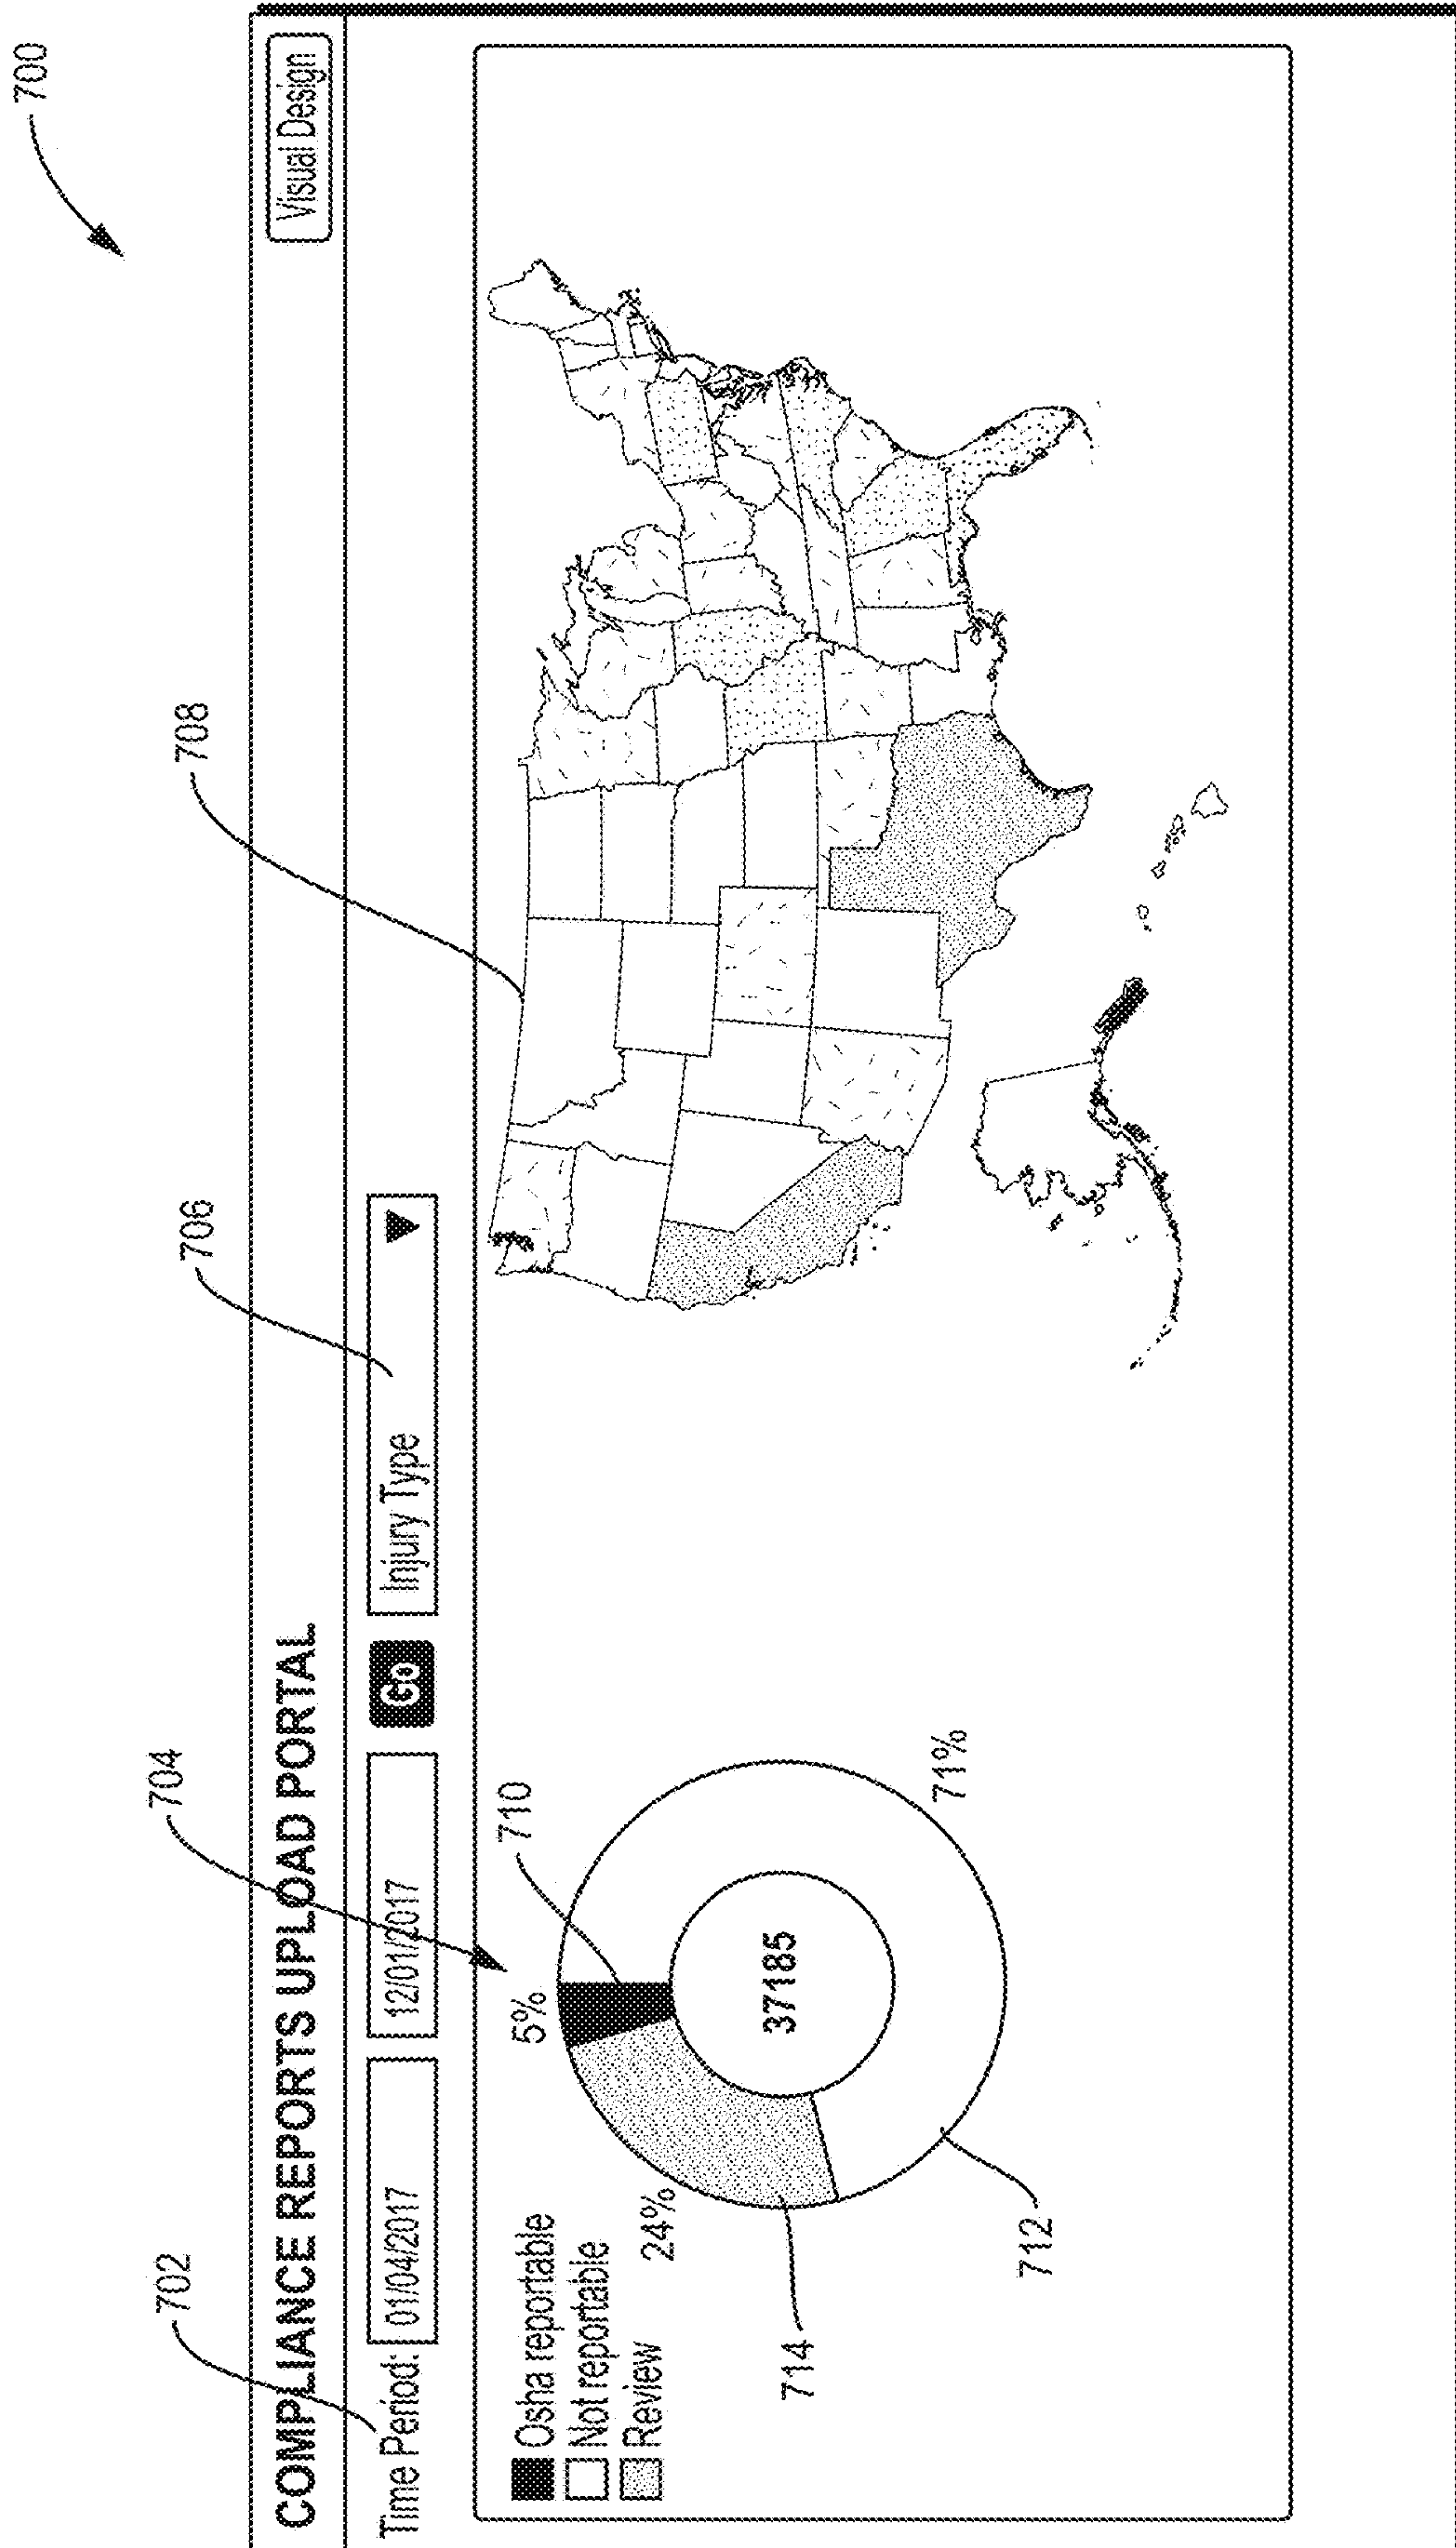 700
COMPLIANCE REPORTS UPLOAD PORTAL
Visual Design
702
704
706
708
Time Period: 01/04/2017 12/01/2017 Go Injury Type
Osha reportable
Not reportable
Review
5%
710
24%
37185
71%
714
712